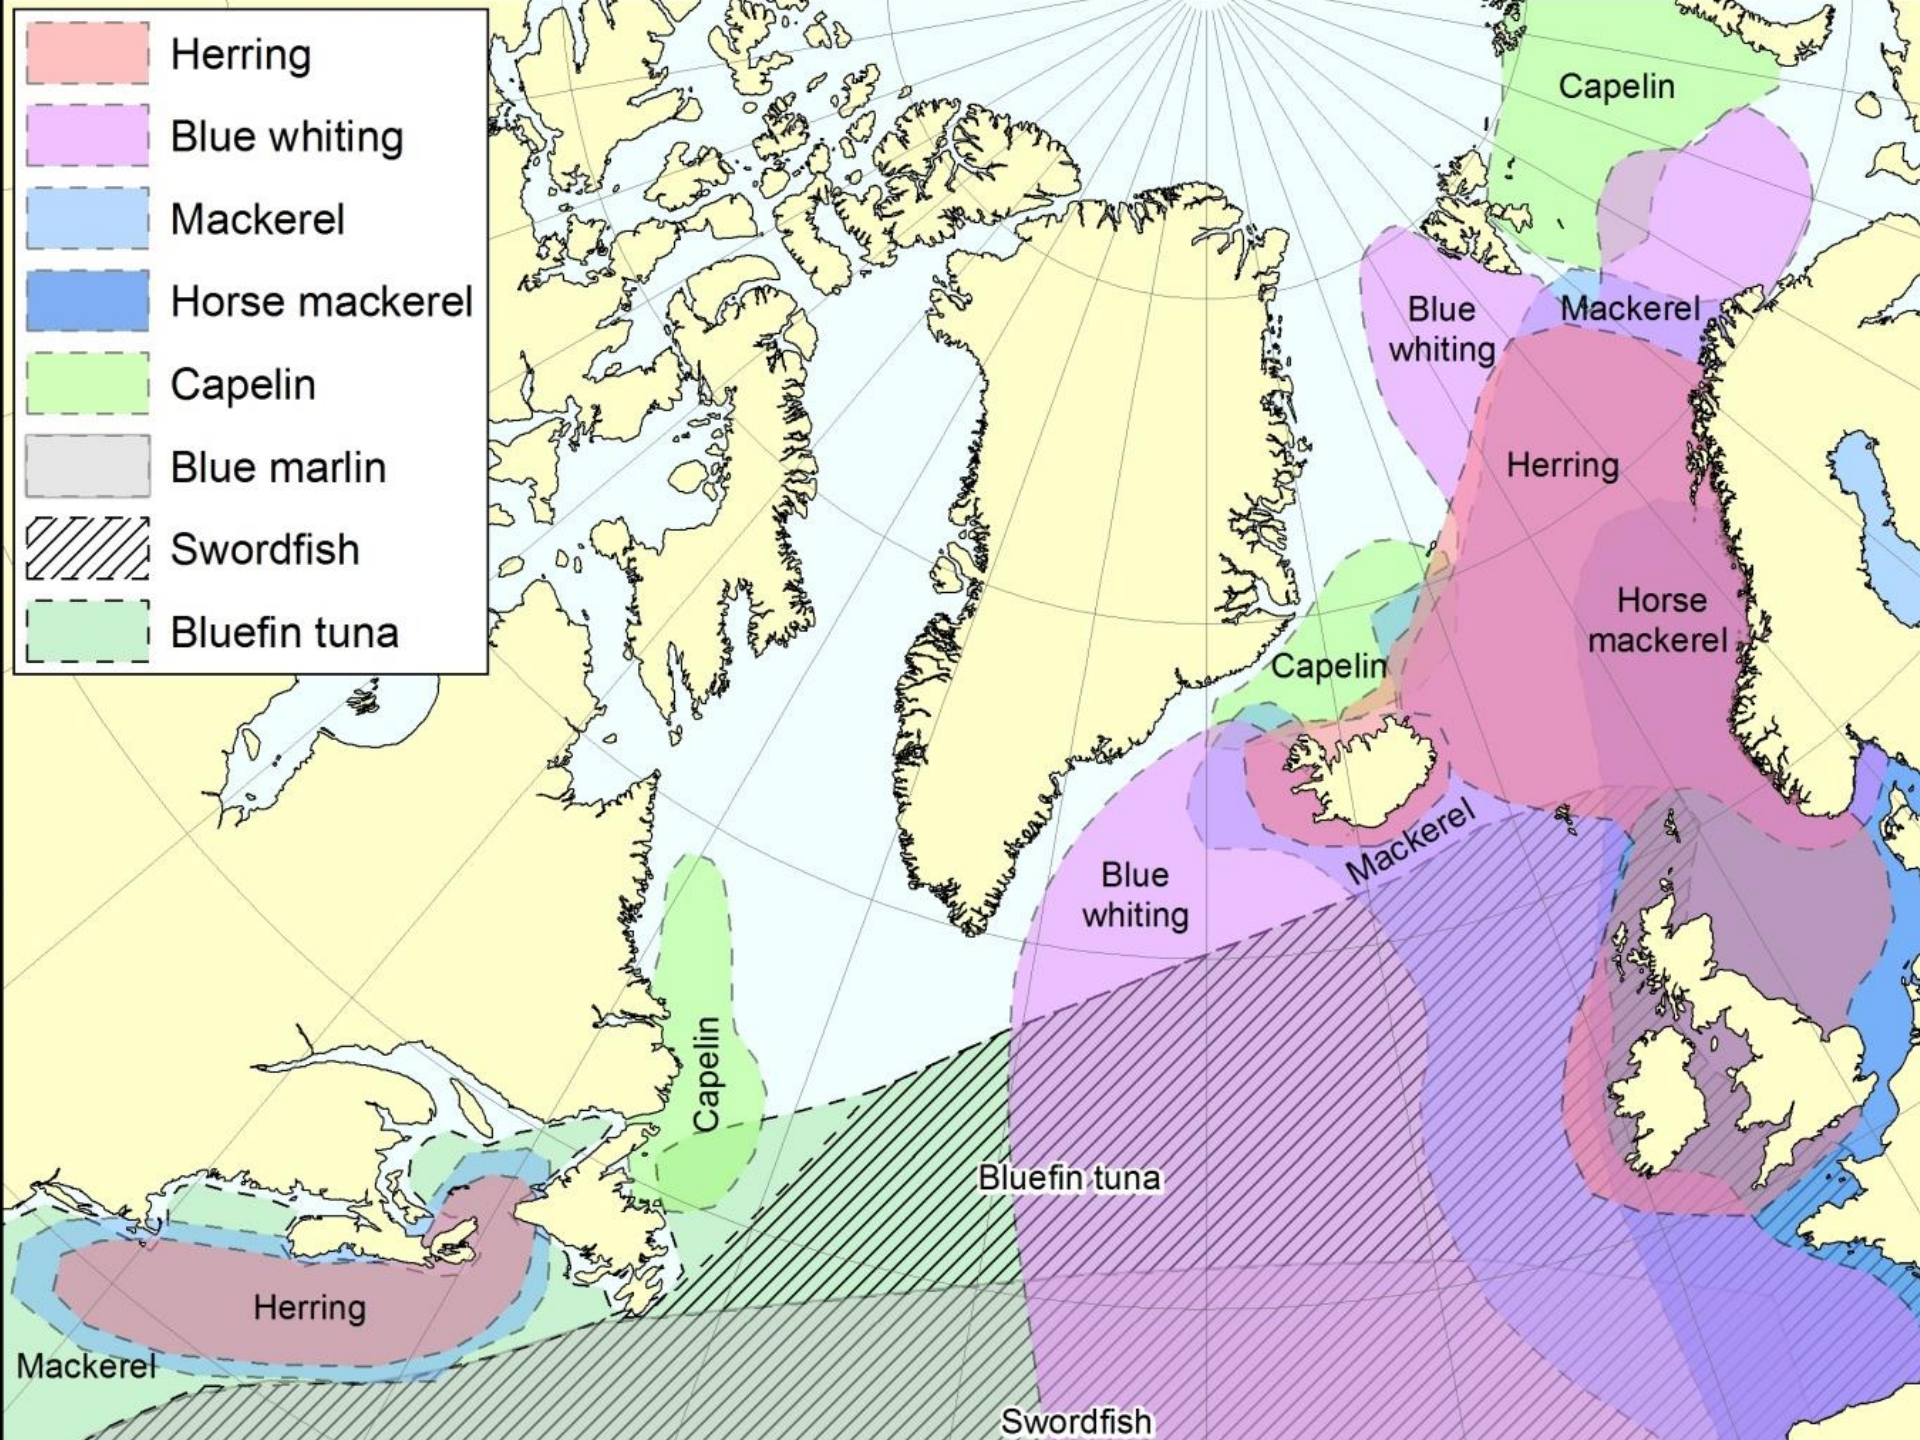 Herring
Blue whiting
Mackerel
Horse mackerel
Capelin
Blue marlin
Swordfish
Bluefin tuna
Capelin
Blue
whiting
Mackerel
Herring
Horse
mackerel
Capelin
Mackerel
Blue
whiting
Capelin
Bluefin tuna
Herring
Mackerel
Swordfish